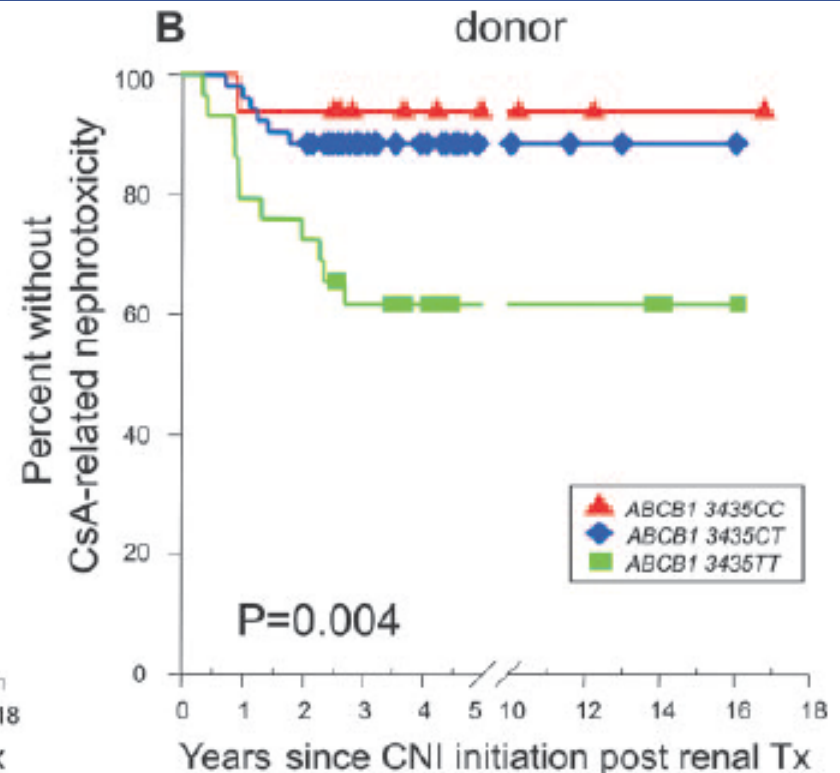 B
donor
100
80
60
40
20
0
Percent without
CsA-related nephrotoxicity
ABCB1 3435CC
ABCB1 3435CT
ABCB1 3435TT
P=0.004
0 1 2 3 4 5 10 12 14 16 18
Years since CNI initiation post renal Tx
18
x